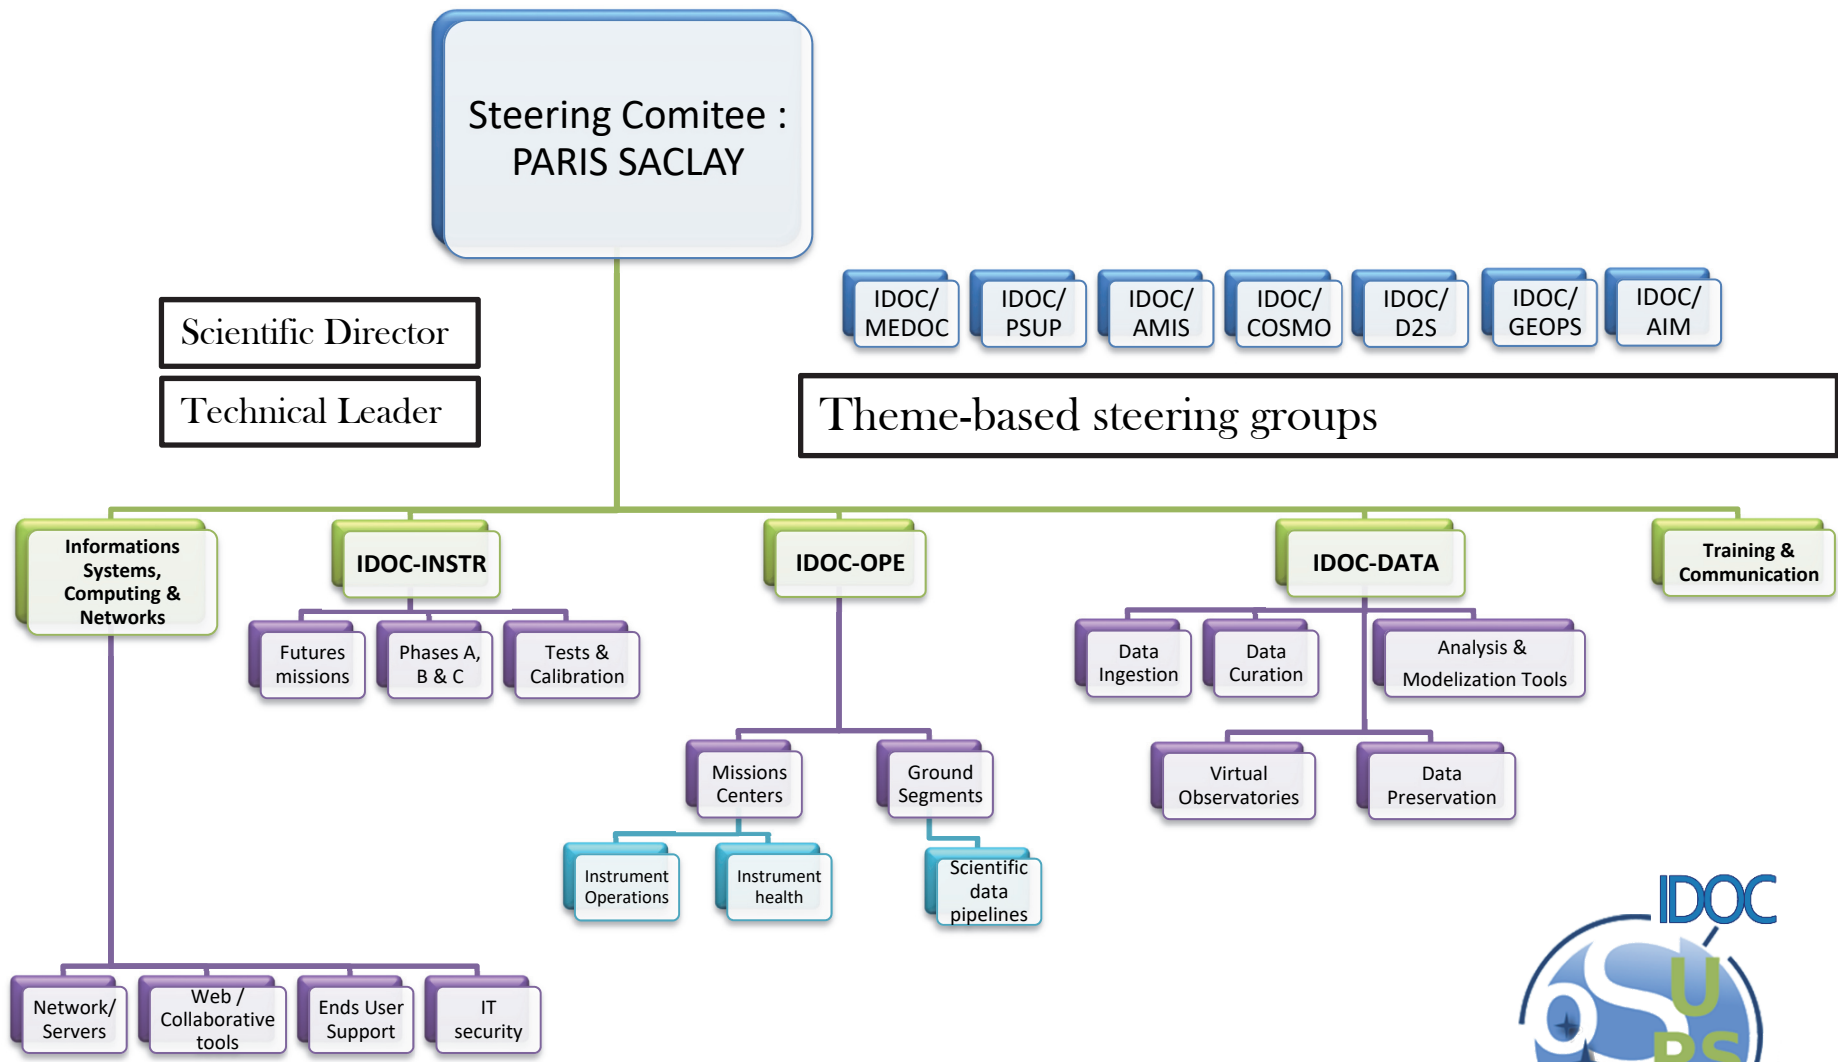 Steering Comitee :
PARIS SACLAY
IDOC/
MEDOC
IDOC/
PSUP
IDOC/
AMIS
IDOC/
COSMO
IDOC/
D2S
IDOC/
GEOPS
IDOC/
AIM
Scientific Director
Technical Leader
Theme-based steering groups
Informations
Systems,
Computing &
Networks
IDOC-INSTR
IDOC-OPE
IDOC-DATA
Training &
Communication
Futures
missions
Phases A,
B & C
Tests &
Calibration
Data
Ingestion
Data
Curation
Analysis &
Modelization Tools
Missions
Centers
Ground
Segments
Virtual
Observatories
Data
Preservation
Instrument
Operations
Instrument
health
Scientific
data
pipelines
Network/
Servers
Web /
Collaborative
tools
Ends User
Support
IT
security
IDOC
OSU
PS